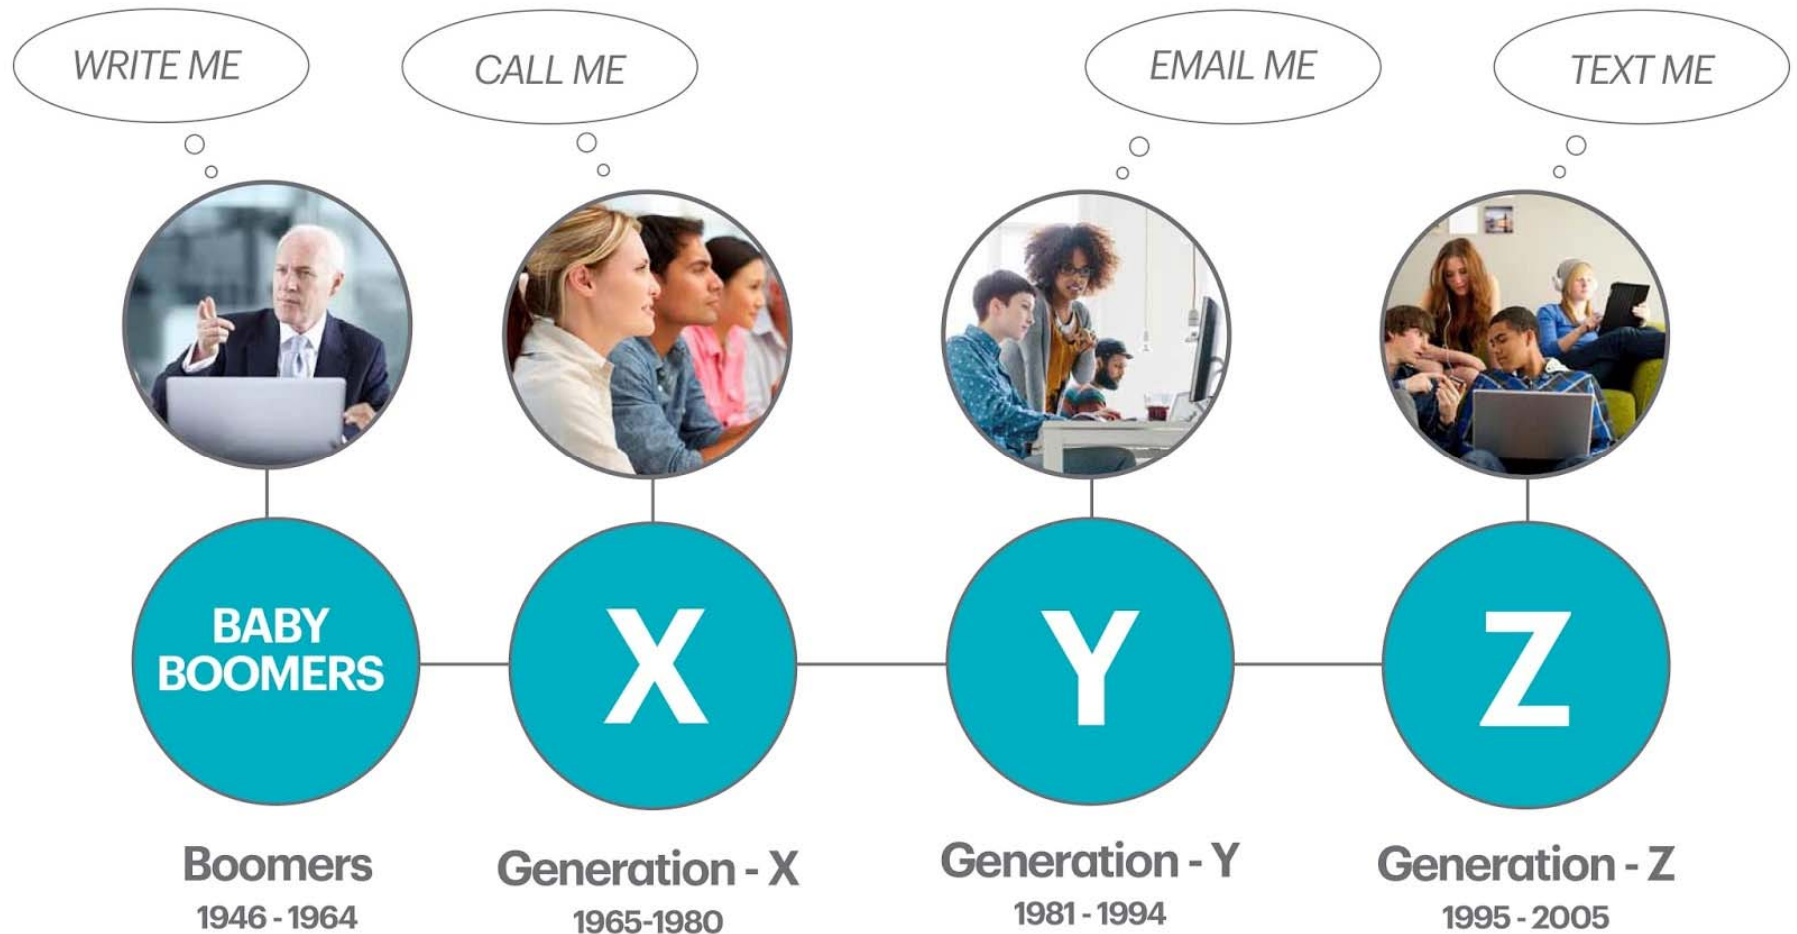 WRITE ME
CALL ME
EMAIL ME
TEXT ME
BABY
BOOMERS
X
Y
Z
Boomers
1946 - 1964
Generation - X
1965-1980
Generation - Y
1981 - 1994
Generation - Z
1995 - 2005